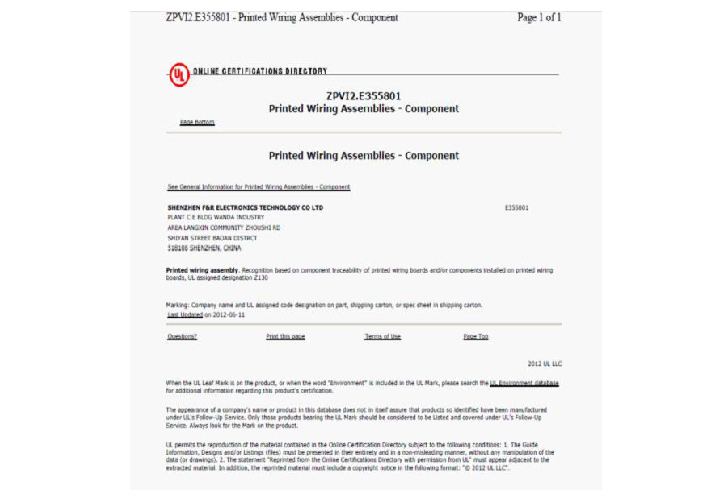 ZPVI2.E355801 - Printed Wiring Assemblies - Component Page 1 of 1
UL ONLINE CERTIFICATIONS DIRECTORY
ZPVI2.E355801
Printed Wiring Assemblies - Component
Page Bottom
Printed Wiring Assemblies - Component
See General Information for Printed Wiring Assemblies - Component
SHENZHEN F&R ELECTRONICS TECHNOLOGY CO LTD E355801
PLANT C E BLDG WANDA INDUSTRY
AREA LANGXIN COMMUNITY ZHOUSHI RD
SHIYAN STREET BAOAN DISTRICT
518108 SHENZHEN, CHINA
Printed wiring assembly. Recognition based on component traceability of printed wiring boards and/or components installed on printed wiring
boards, UL assigned designation Z130
Marking: Company name and UL assigned code designation on part, shipping carton, or spec sheet in shipping carton.
Last Updated on 2012-06-11
Questions? Print this page Terms of Use Page Top
2012 UL LLC
When the UL Leaf Mark is on the product, or when the word "Environment" is included in the UL Mark, please search the UL Environment database
for additional information regarding this product's certification.
The appearance of a company's name or product in this database does not in itself assure that products so identified have been manufactured
under UL's Follow-Up Service. Only those products bearing the UL Mark should be considered to be Listed and covered under UL's Follow-Up
Service. Always look for the Mark on the product.
UL permits the reproduction of the material contained in the Online Certification Directory subject to the following conditions: 1. The Guide
Information, Designs and/or Listings (files) must be presented in their entirety and in a non-misleading manner, without any manipulation of the
data (or drawings). 2. The statement "Reprinted from the Online Certifications Directory with permission from UL" must appear adjacent to the
extracted material. In addition, the reprinted material must include a copyright notice in the following format: "© 2012 UL LLC".